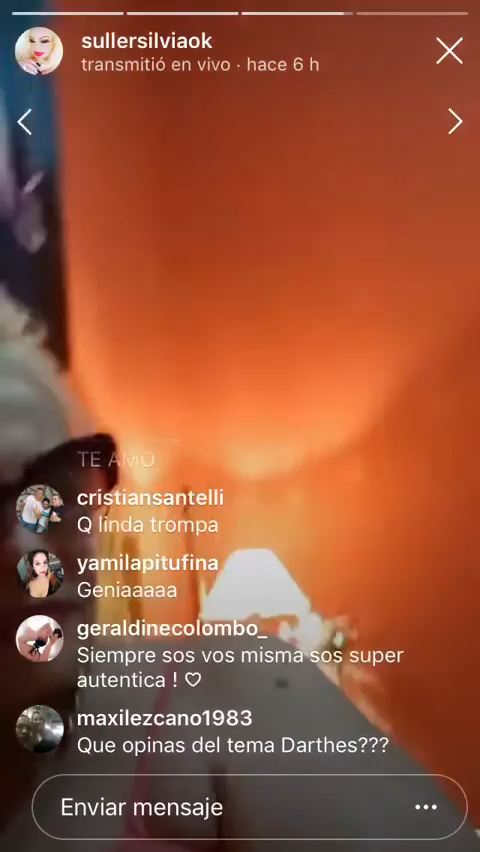 sullersilviaok
transmitió en vivo · hace 6 h
TE AMO
cristiansantelli
Q linda trompa
yamilapitufina
Geniaaaaa
geraldinecolombo_
Siempre sos vos misma sos super
autentica ! ♡
maxilezcano1983
Que opinas del tema Darthes???
Enviar mensaje